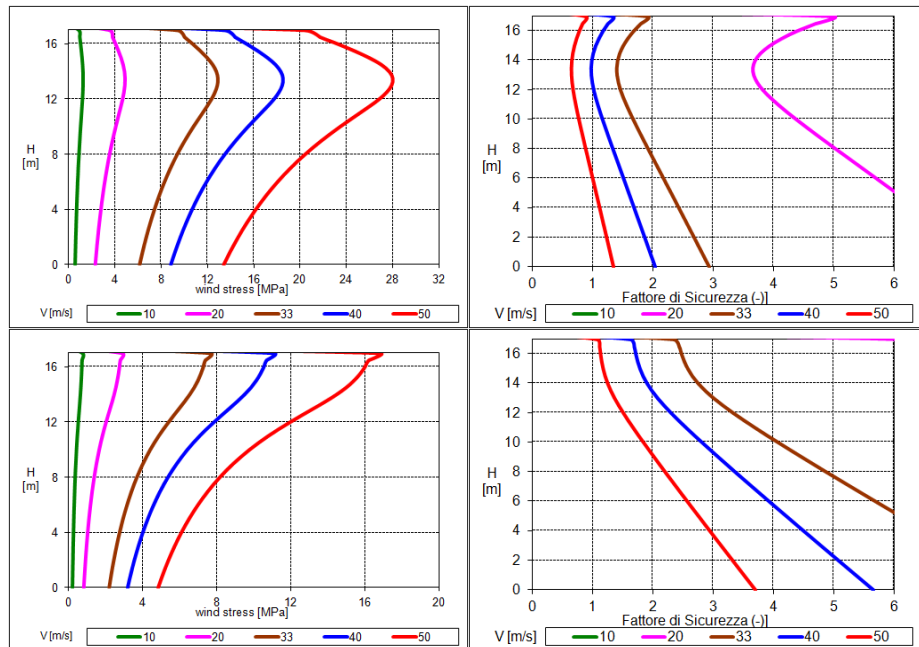 16
12
H
[m]
8
4
0
0 4 8 12 16 20 24 28 32
wind stress [MPa]
V [m/s] 10 20 33 40 50
16
14
12
10
H
[m]
8
6
4
2
0
0 1 2 3 4 5 6
Fattore di Sicurezza (-)]
V [m/s] 10 20 33 40 50
16
12
H
[m]
8
4
0
0 4 8 12 16 20
wind stress [MPa]
V [m/s] 10 20 33 40 50
16
14
12
10
H
[m]
8
6
4
2
0
0 1 2 3 4 5 6
Fattore di Sicurezza (-)]
V [m/s] 10 20 33 40 50